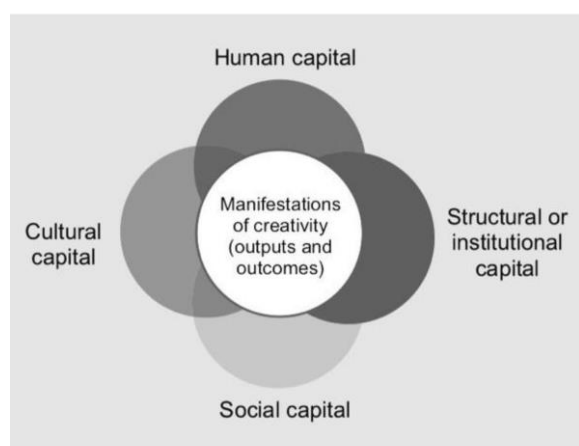 Human capital
Manifestations
of creativity
(outputs and
outcomes)
Cultural
capital
Structural or
institutional
capital
Social capital